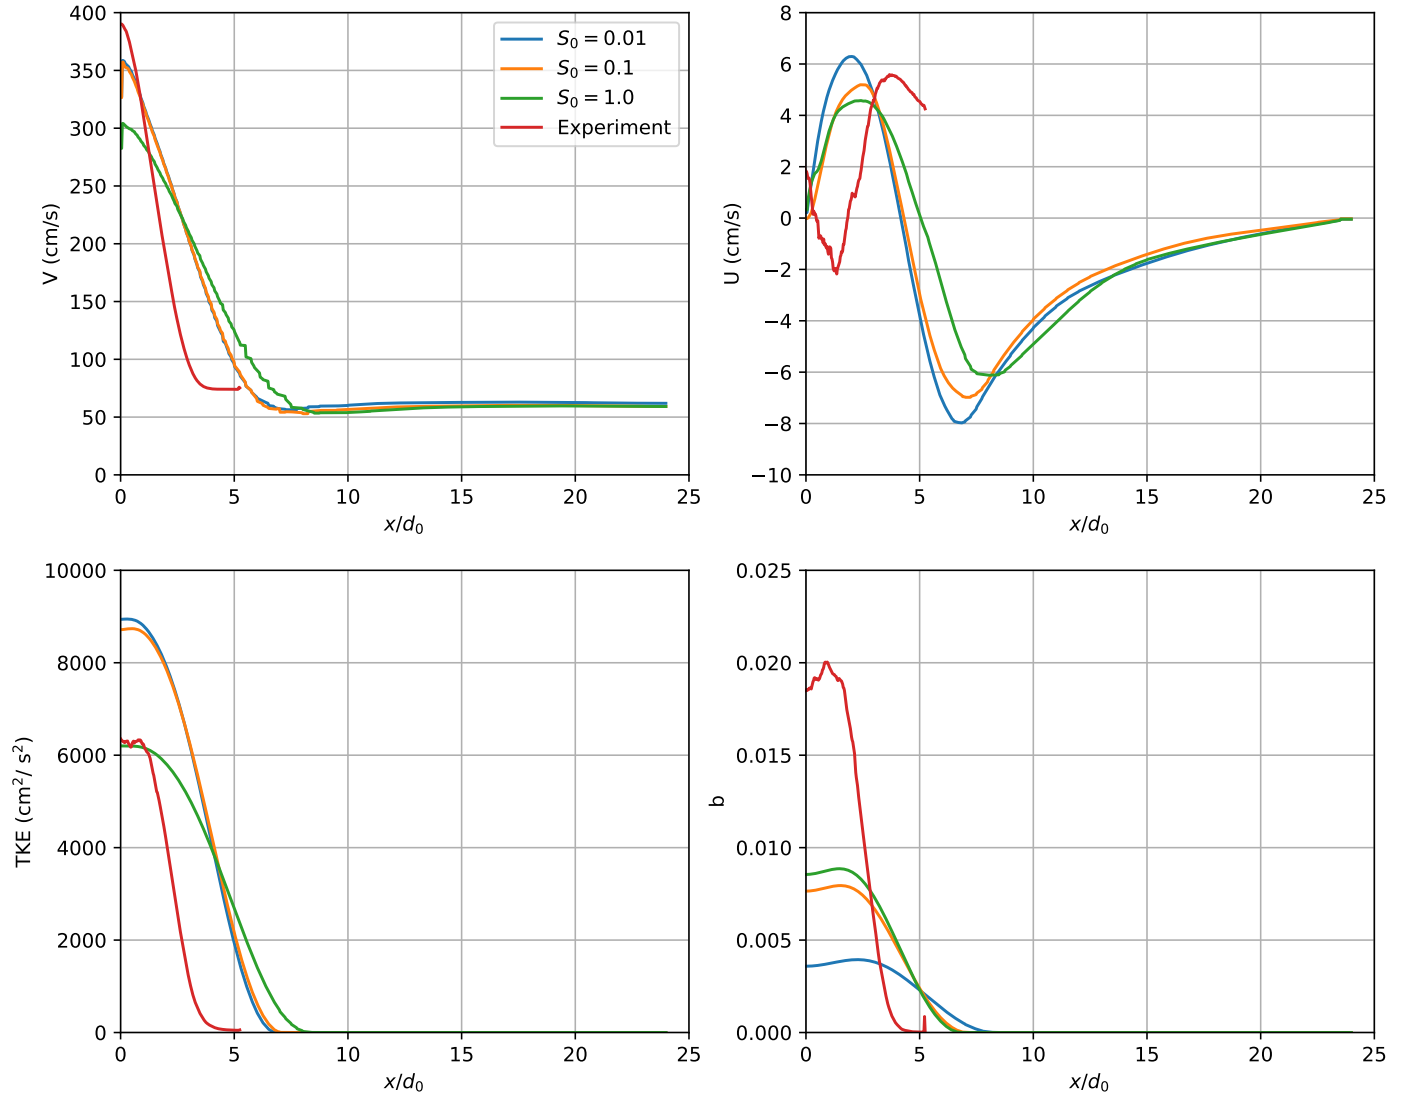 400
350
300
250
200
150
100
50
0
V (cm/s)
0 5 10 15 20 25
x/d₀
S₀ = 0.01
S₀ = 0.1
S₀ = 1.0
Experiment
8
6
4
2
0
−2
−4
−6
−8
−10
U (cm/s)
0 5 10 15 20 25
x/d₀
10000
8000
6000
4000
2000
0
TKE (cm²/ s²)
0 5 10 15 20 25
x/d₀
0.025
0.020
0.015
0.010
0.005
0.000
b
0 5 10 15 20 25
x/d₀